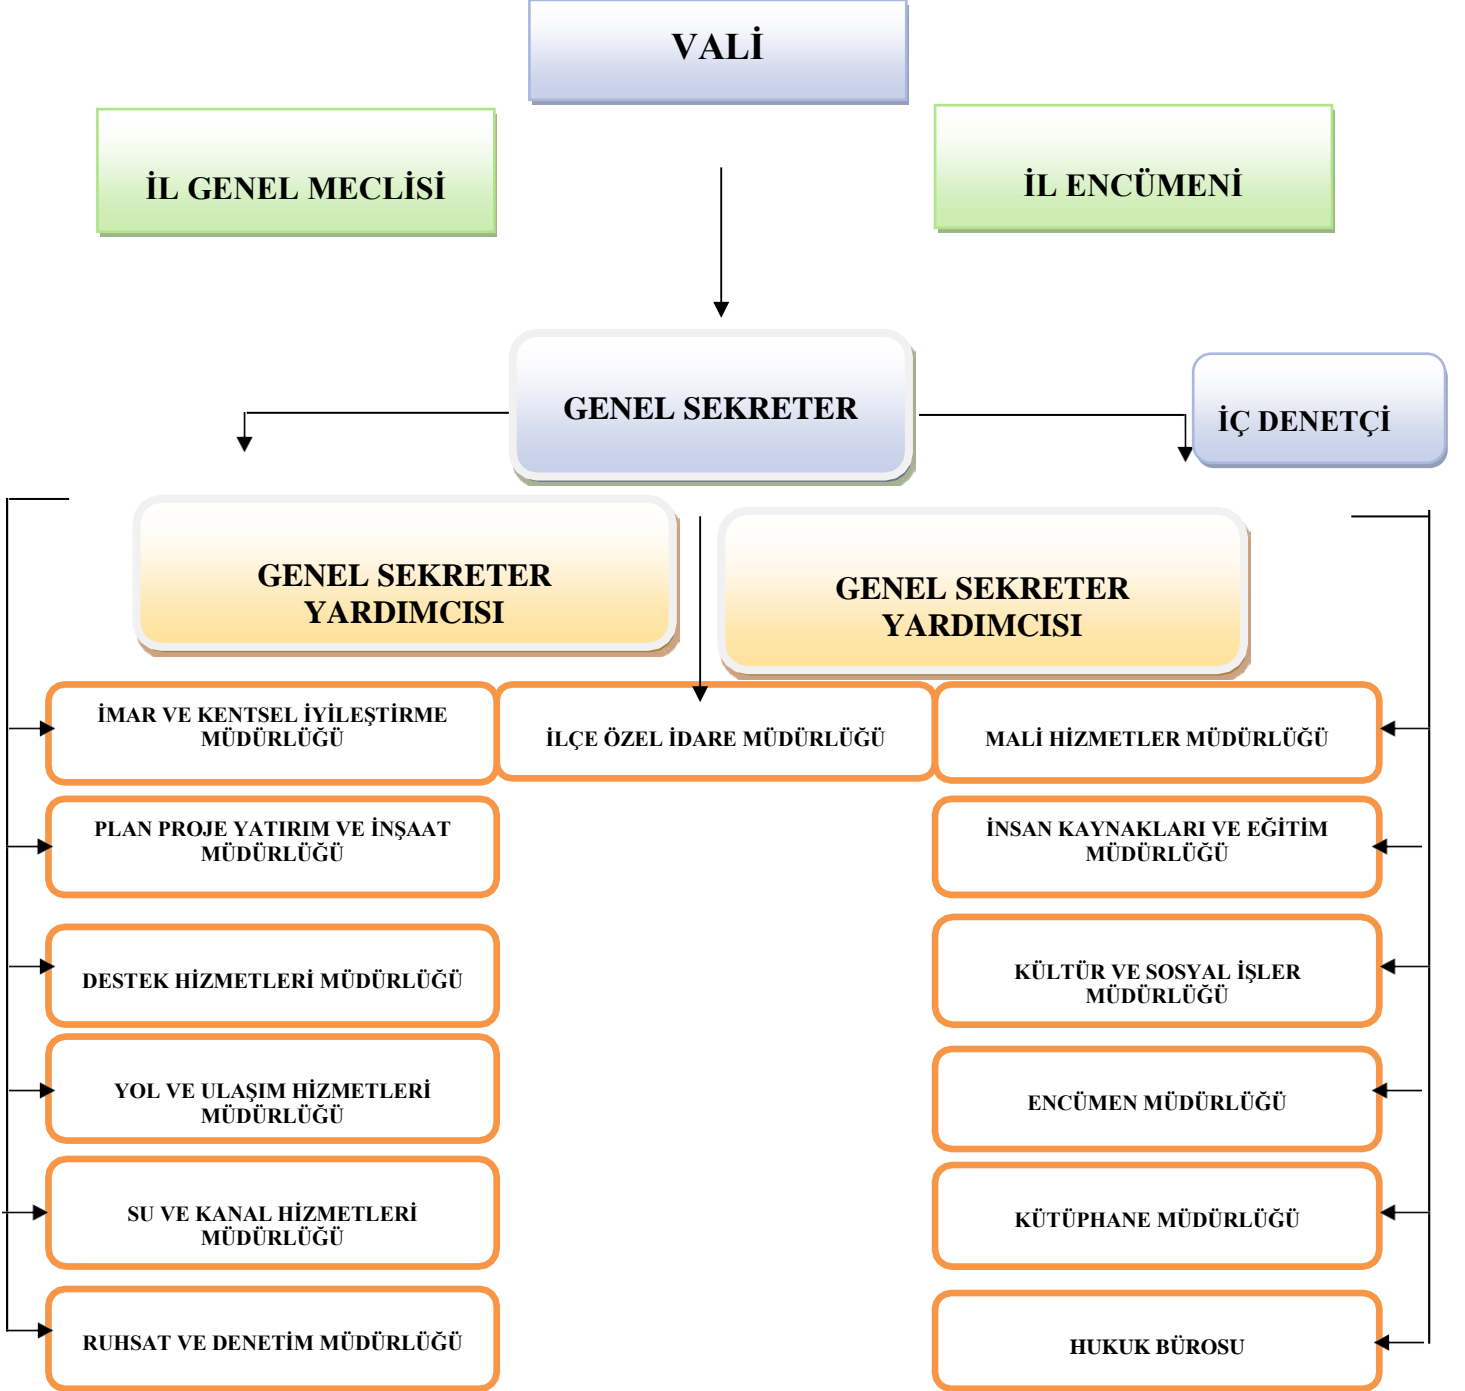 VALİ
İL GENEL MECLİSİ
İL ENCÜMENİ
GENEL SEKRETER
İÇ DENETÇİ
GENEL SEKRETER
YARDIMCISI
GENEL SEKRETER
YARDIMCISI
İMAR VE KENTSEL İYİLEŞTİRME
MÜDÜRLÜĞÜ
İLÇE ÖZEL İDARE MÜDÜRLÜĞÜ
MALİ HİZMETLER MÜDÜRLÜĞÜ
PLAN PROJE YATIRIM VE İNŞAAT
MÜDÜRLÜĞÜ
İNSAN KAYNAKLARI VE EĞİTİM
MÜDÜRLÜĞÜ
DESTEK HİZMETLERİ MÜDÜRLÜĞÜ
KÜLTÜR VE SOSYAL İŞLER
MÜDÜRLÜĞÜ
YOL VE ULAŞIM HİZMETLERİ
MÜDÜRLÜĞÜ
ENCÜMEN MÜDÜRLÜĞÜ
SU VE KANAL HİZMETLERİ
MÜDÜRLÜĞÜ
KÜTÜPHANE MÜDÜRLÜĞÜ
RUHSAT VE DENETİM MÜDÜRLÜĞÜ
HUKUK BÜROSU